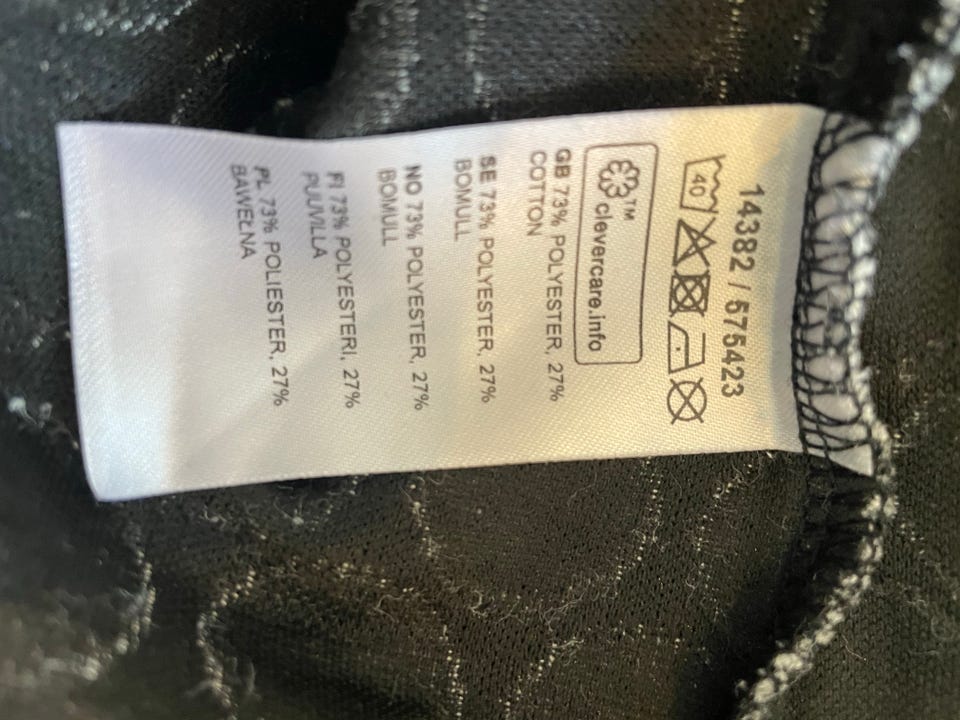 14382 / 575423
40
™
clevercare.info
GB 73% POLYESTER, 27%
COTTON
SE 73% POLYESTER, 27%
BOMULL
NO 73% POLYESTER, 27%
BOMULL
FI 73% POLYESTERI, 27%
PUUVILLA
PL 73% POLIESTER, 27%
BAWEŁNA